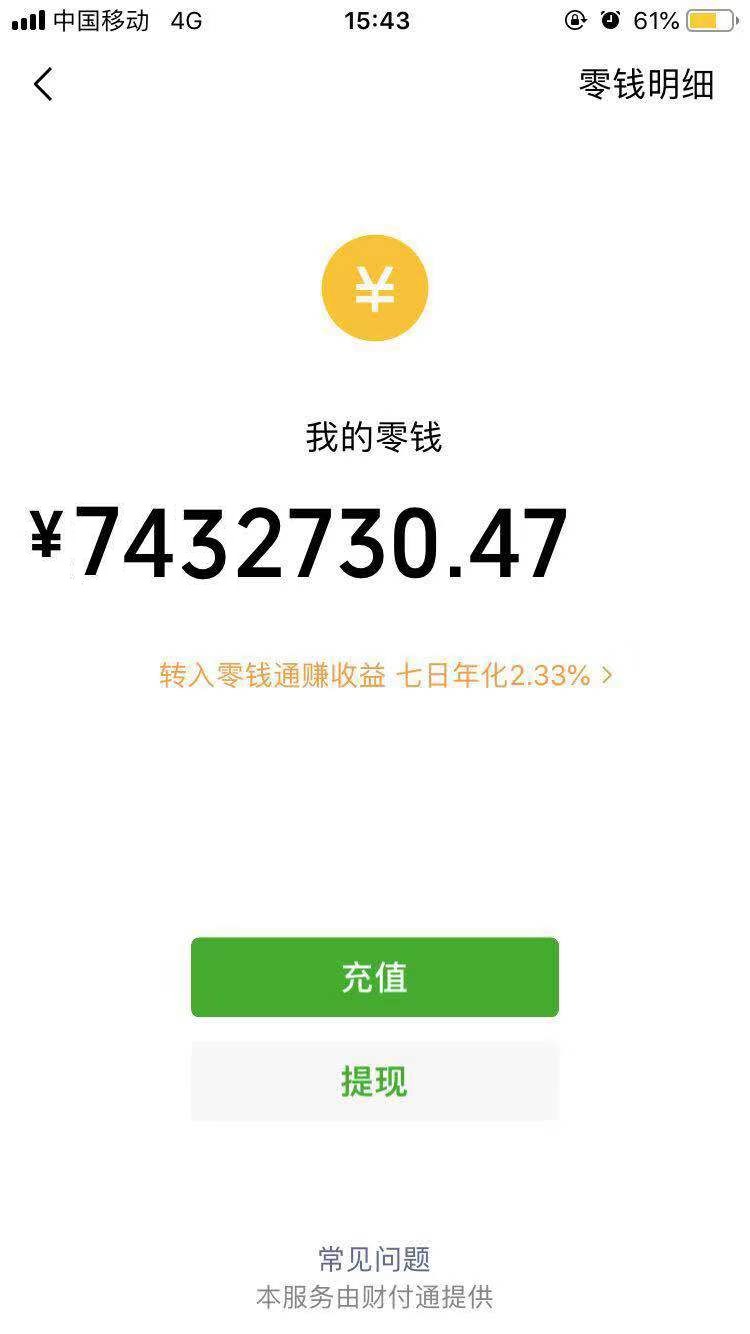 中国移动 4G 15:43 61%
零钱明细
¥
我的零钱
¥7432730.47
转入零钱通赚收益 七日年化2.33% >
充值
提现
常见问题
本服务由财付通提供